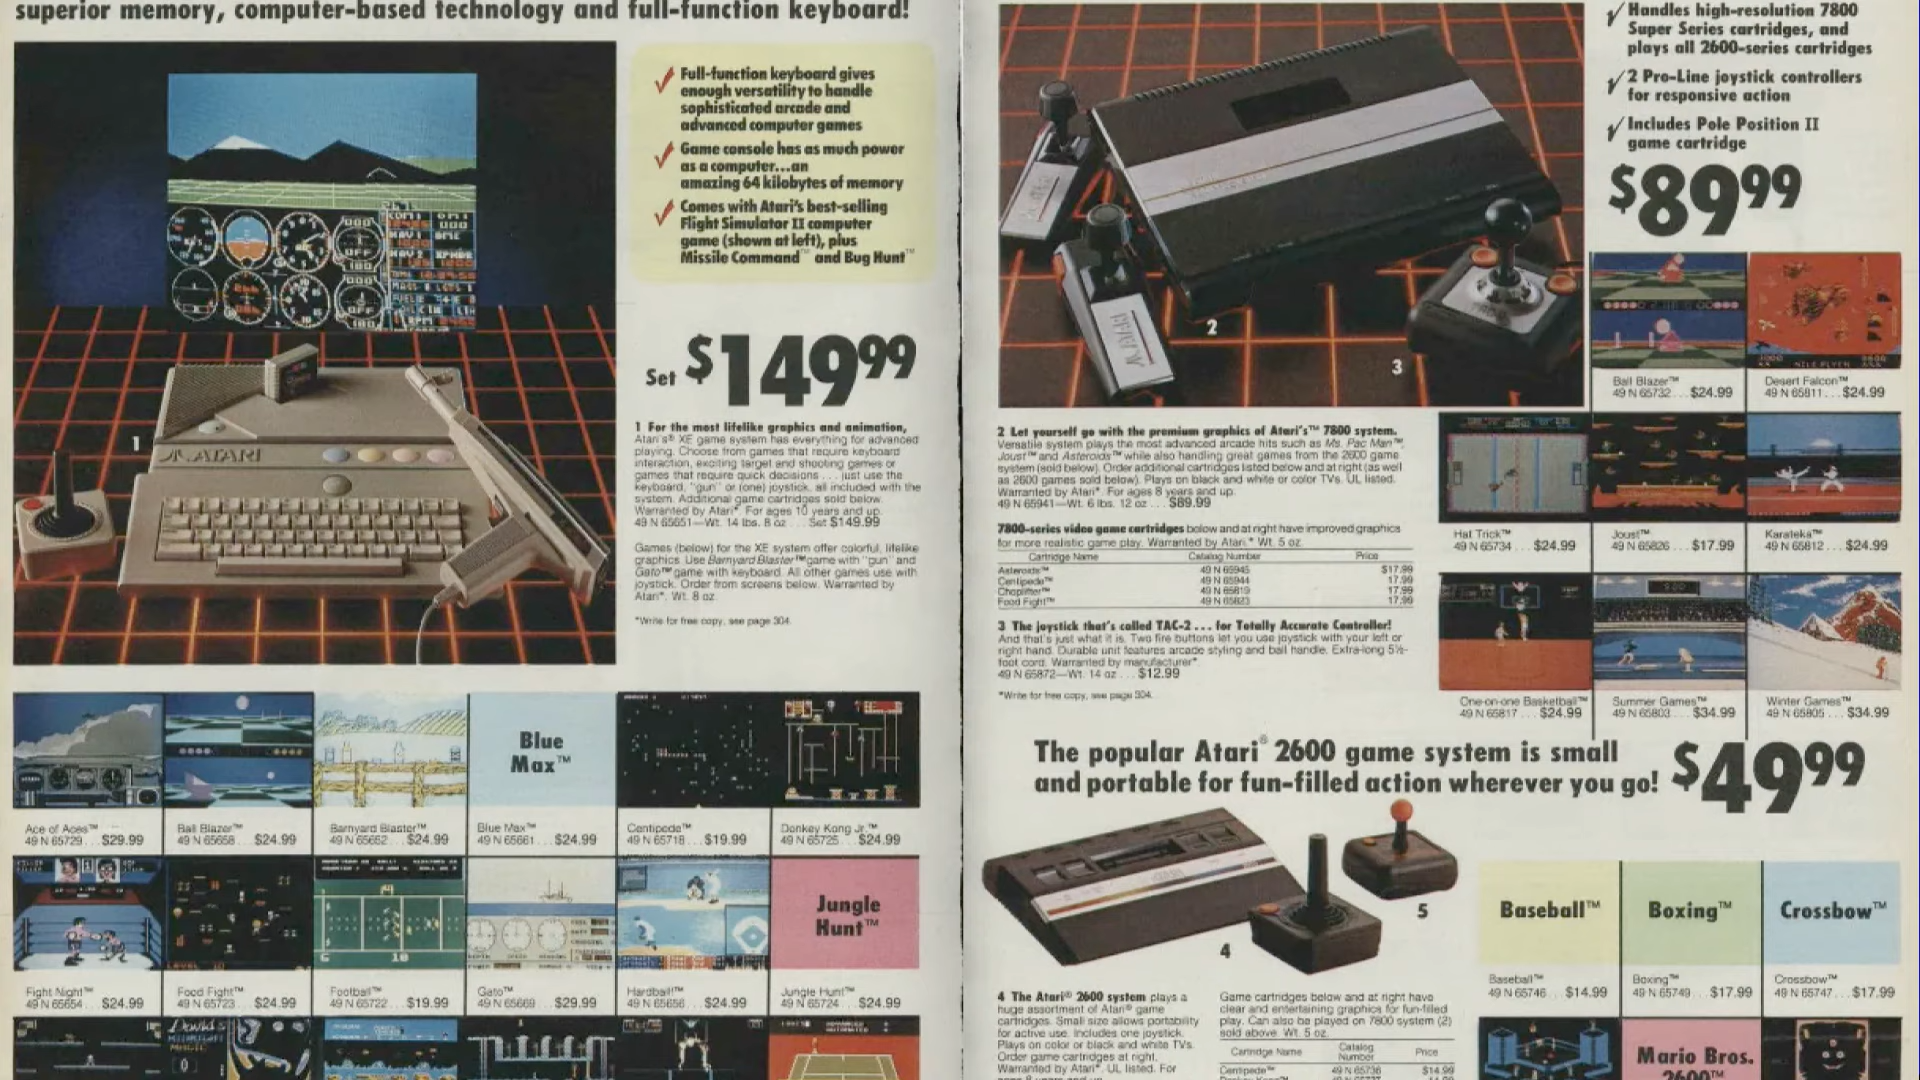 superior memory, computer-based technology and full-function keyboard!
Full-function keyboard gives
enough versatility to handle
sophisticated arcade and
advanced computer games
Game console has as much power
as a computer...an
amazing 64 kilobytes of memory
Comes with Atari's best-selling
Flight Simulator II computer
game (shown at left), plus
Missile Command™ and Bug Hunt™
Set $149⁹⁹
1
ATARI
1 For the most lifelike graphics and animation,
Atari's® XE game system has everything for advanced
playing. Choose from games that require keyboard
interaction, exciting target and shooting games or
games that require quick decisions . . . just use the
keyboard, "gun" or (one) joystick, all included with the
system. Additional game cartridges sold below.
Warranted by Atari*. For ages 10 years and up.
49 N 65651—Wt. 14 lbs. 8 oz . . . Set $149.99
Games (below) for the XE system offer colorful, lifelike
graphics. Use Barnyard Blaster™ game with "gun" and
Gato™ game with keyboard. All other games use with
joystick. Order from screens below. Warranted by
Atari*. Wt. 8 oz.
*Write for free copy, see page 304.
Blue
Max™
Ace of Aces™
49 N 65729 . . $29.99
Ball Blazer™
49 N 65658 . . . $24.99
Barnyard Blaster™
49 N 65652 . . . $24.99
Blue Max™
49 N 65661 . . . $24.99
Centipede™
49 N 65718 . . . $19.99
Donkey Kong Jr.™
49 N 65725 . . . $24.99
Jungle
Hunt™
Fight Night™
49 N 65654 . . $24.99
Food Fight™
49 N 65723 . . . $24.99
Football™
49 N 65722 . . . $19.99
Gato™
49 N 65669 . . . $29.99
Hardball™
49 N 65656 . . . $24.99
Jungle Hunt™
49 N 65724 . . . $24.99
David's
Handles high-resolution 7800
Super Series cartridges, and
plays all 2600-series cartridges
2 Pro-Line joystick controllers
for responsive action
Includes Pole Position II
game cartridge
$89⁹⁹
2
3
ATARI
Ball Blazer™
49 N 65732 . . $24.99
Desert Falcon™
49 N 65811 . . $24.99
2 Let yourself go with the premium graphics of Atari's™ 7800 system.
Versatile system plays the most advanced arcade hits such as Ms. Pac Man™,
Joust™ and Asteroids™ while also handling great games from the 2600 game
system (sold below). Order additional cartridges listed below and at right (as well
as 2600 games sold below). Plays on black and white or color TVs. UL listed.
Warranted by Atari*. For ages 8 years and up.
49 N 65941—Wt. 6 lbs. 12 oz . . . $89.99
7800-series video game cartridges below and at right have improved graphics
for more realistic game play. Warranted by Atari.* Wt. 5 oz.
Cartridge Name Catalog Number Price
Asteroids™ 49 N 65945 $17.99
Centipede™ 49 N 65944 17.99
Choplifter™ 49 N 65819 17.99
Food Fight™ 49 N 65823 17.99
3 The joystick that's called TAC-2 . . . for Totally Accurate Controller!
And that's just what it is. Two fire buttons let you use joystick with your left or
right hand. Durable unit features arcade styling and ball handle. Extra-long 5½-
foot cord. Warranted by manufacturer*.
49 N 65872—Wt. 14 oz . . . $12.99
*Write for free copy, see page 304.
Hat Trick™
49 N 65734 . . . $24.99
Joust™
49 N 65826 . . $17.99
Karateka™
49 N 65812 . . $24.99
One-on-one Basketball™
49 N 65817 . . . $24.99
Summer Games™
49 N 65803 . . $34.99
Winter Games™
49 N 65805 . . . $34.99
The popular Atari® 2600 game system is small
and portable for fun-filled action wherever you go! $49⁹⁹
4
5
Baseball™
Boxing™
Crossbow™
Baseball™
49 N 65746 . . $14.99
Boxing™
49 N 65749 . . $17.99
Crossbow™
49 N 65747 . . . $17.99
4 The Atari® 2600 system plays a
huge assortment of Atari® game
cartridges. Small size allows portability
for active use. Includes one joystick.
Plays on color or black and white TVs.
Order game cartridges at right.
Warranted by Atari*. UL listed. For
Game cartridges below and at right have
clear and entertaining graphics for fun-filled
play. Can also be played on 7800 system (2)
sold above. Wt. 5 oz.
Cartridge Name Catalog Number Price
Centipede™ 49 N 65736 $14.99
Mario Bros.
2600™